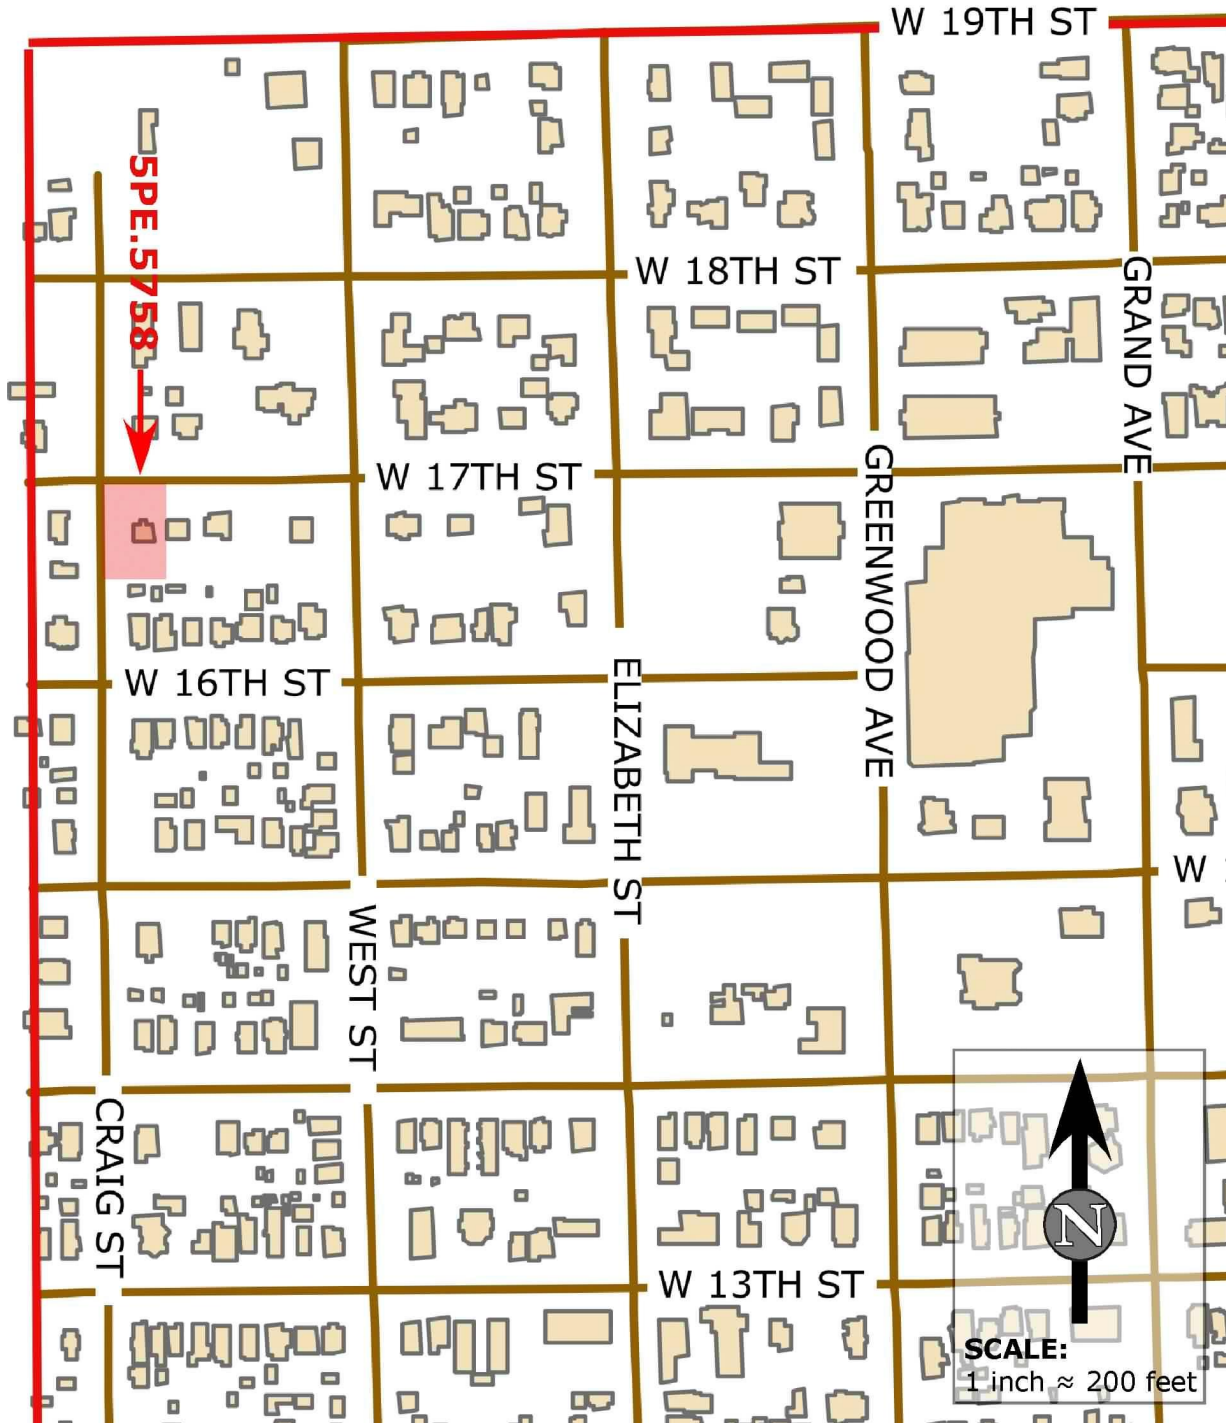 W 19TH ST
5PE.5758
W 18TH ST
GRAND AVE
W 17TH ST
GREENWOOD AVE
W 16TH ST
ELIZABETH ST
W
WEST ST
CRAIG ST
N
W 13TH ST
SCALE:
1 inch ≈ 200 feet